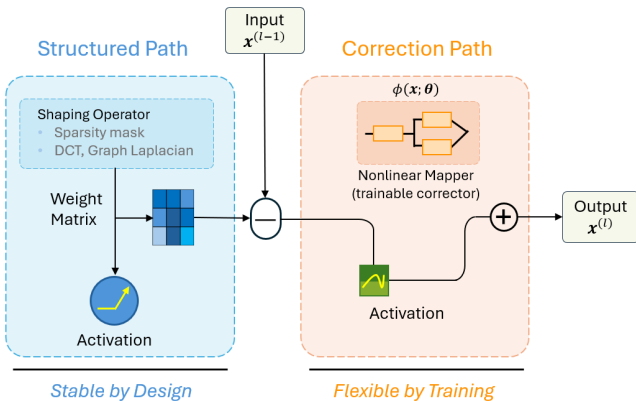 Input
x^(l−1)
Structured Path
Correction Path
Shaping Operator
• Sparsity mask
• DCT, Graph Laplacian
ϕ(x; θ)
Nonlinear Mapper
(trainable corrector)
Weight
Matrix
—
+
Output
x^(l)
Activation
Activation
Stable by Design
Flexible by Training